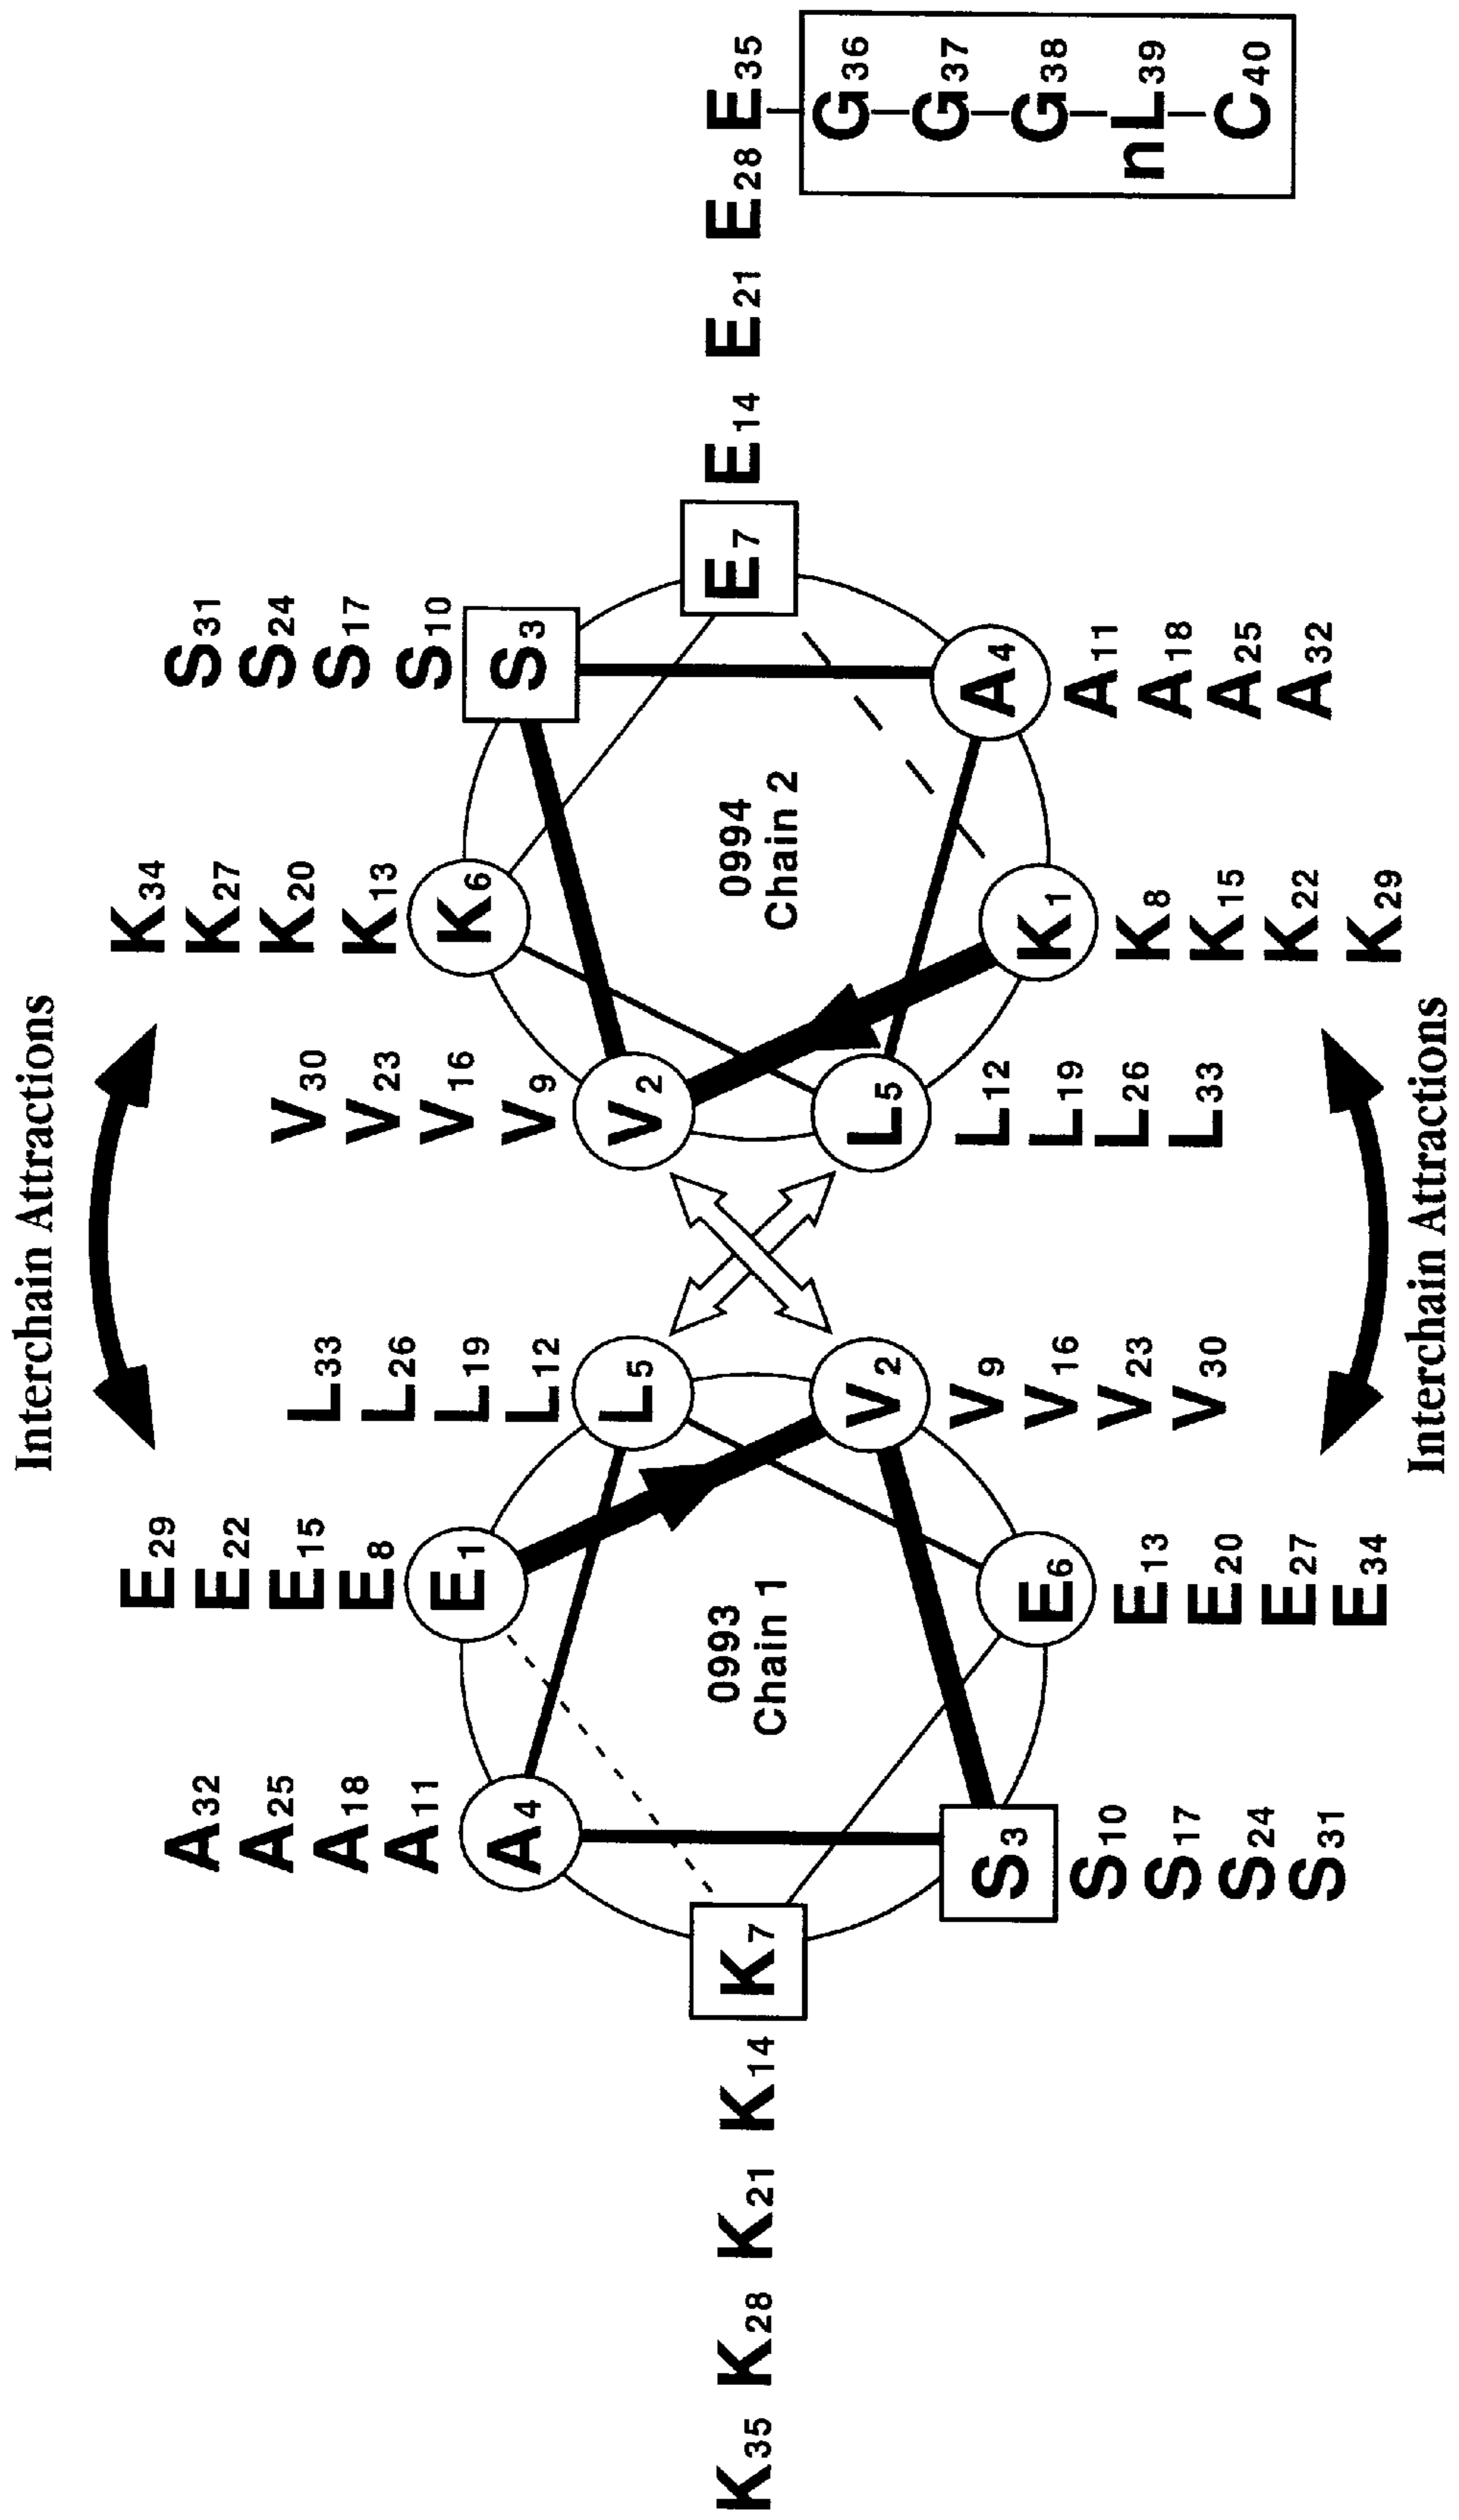 Interchain Attractions
E29
E22
E15
E8
E1
K34
K27
K20
K13
K6
A32
A25
A18
A11
A4
L33
L26
L19
L12
L5
V30
V23
V16
V9
V2
S31
S24
S17
S10
S3
K35 K28 K21 K14 K7
0993
Chain 1
0994
Chain 2
E7 E14 E21 E28 E35
G36
G37
G38
nL39
C40
S3
S10
S17
S24
S31
E6
E13
E20
E27
E34
V2
V9
V16
V23
V30
L5
L12
L19
L26
L33
K1
K8
K15
K22
K29
A4
A11
A18
A25
A32
Interchain Attractions